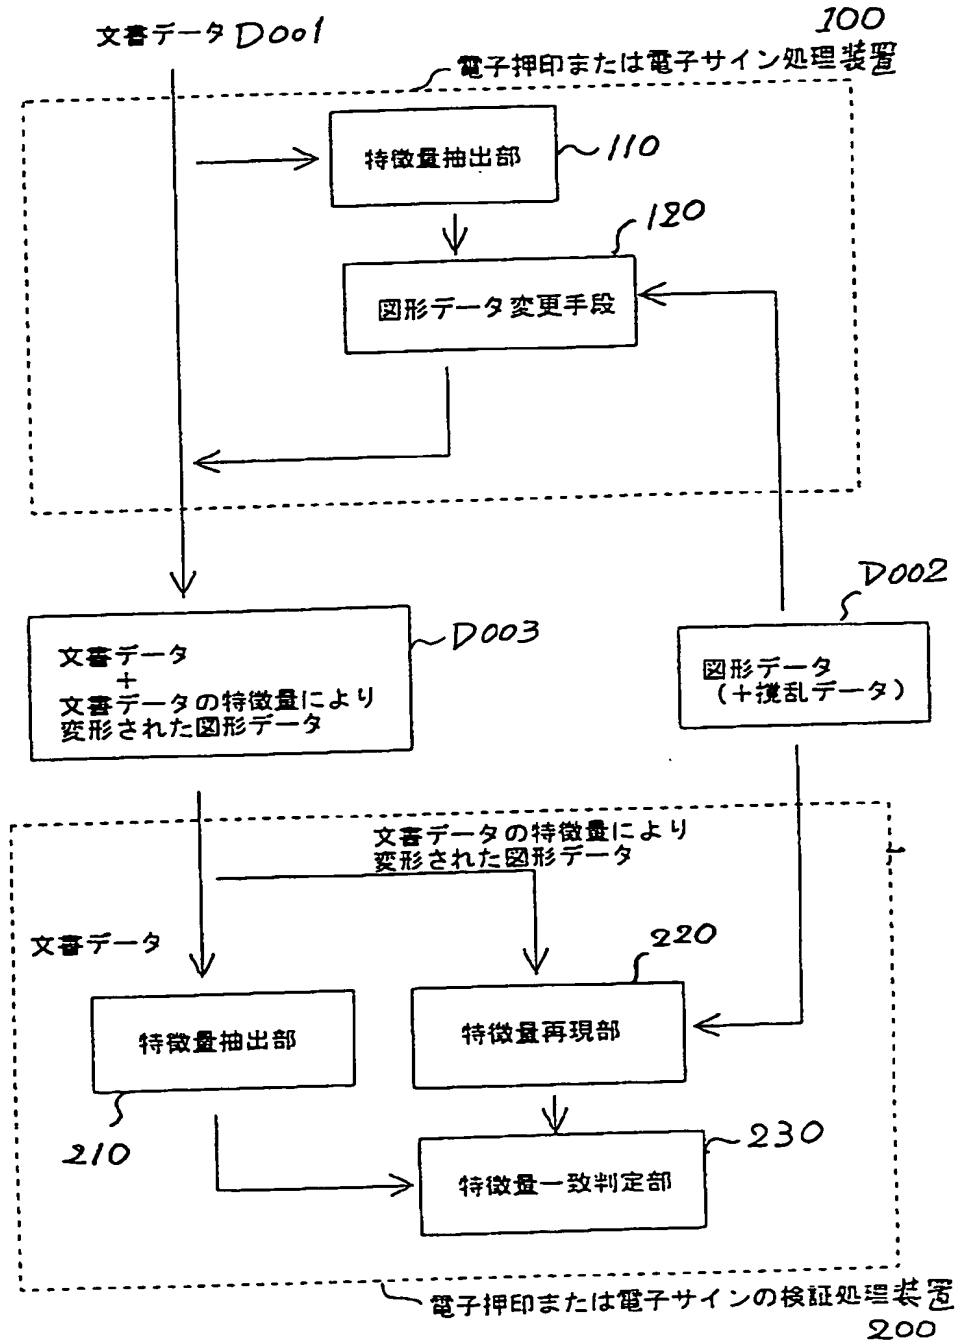 文書データ D001
100
電子押印または電子サイン処理装置
特徴量抽出部
110
120
図形データ変更手段
D002
D003
文書データ
+
文書データの特徴量により
変形された図形データ
図形データ
(+撹乱データ)
文書データの特徴量により
変形された図形データ
文書データ
220
特徴量抽出部
特徴量再現部
210
230
特徴量一致判定部
電子押印または電子サインの検証処理装置
200